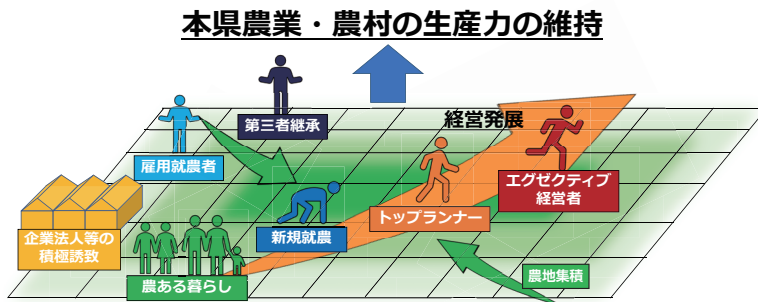 本県農業・農村の生産力の維持
第三者継承
経営発展
雇用就農者
エグゼクティブ
経営者
トップランナー
新規就農
企業法人等の
積極誘致
農ある暮らし
農地集積